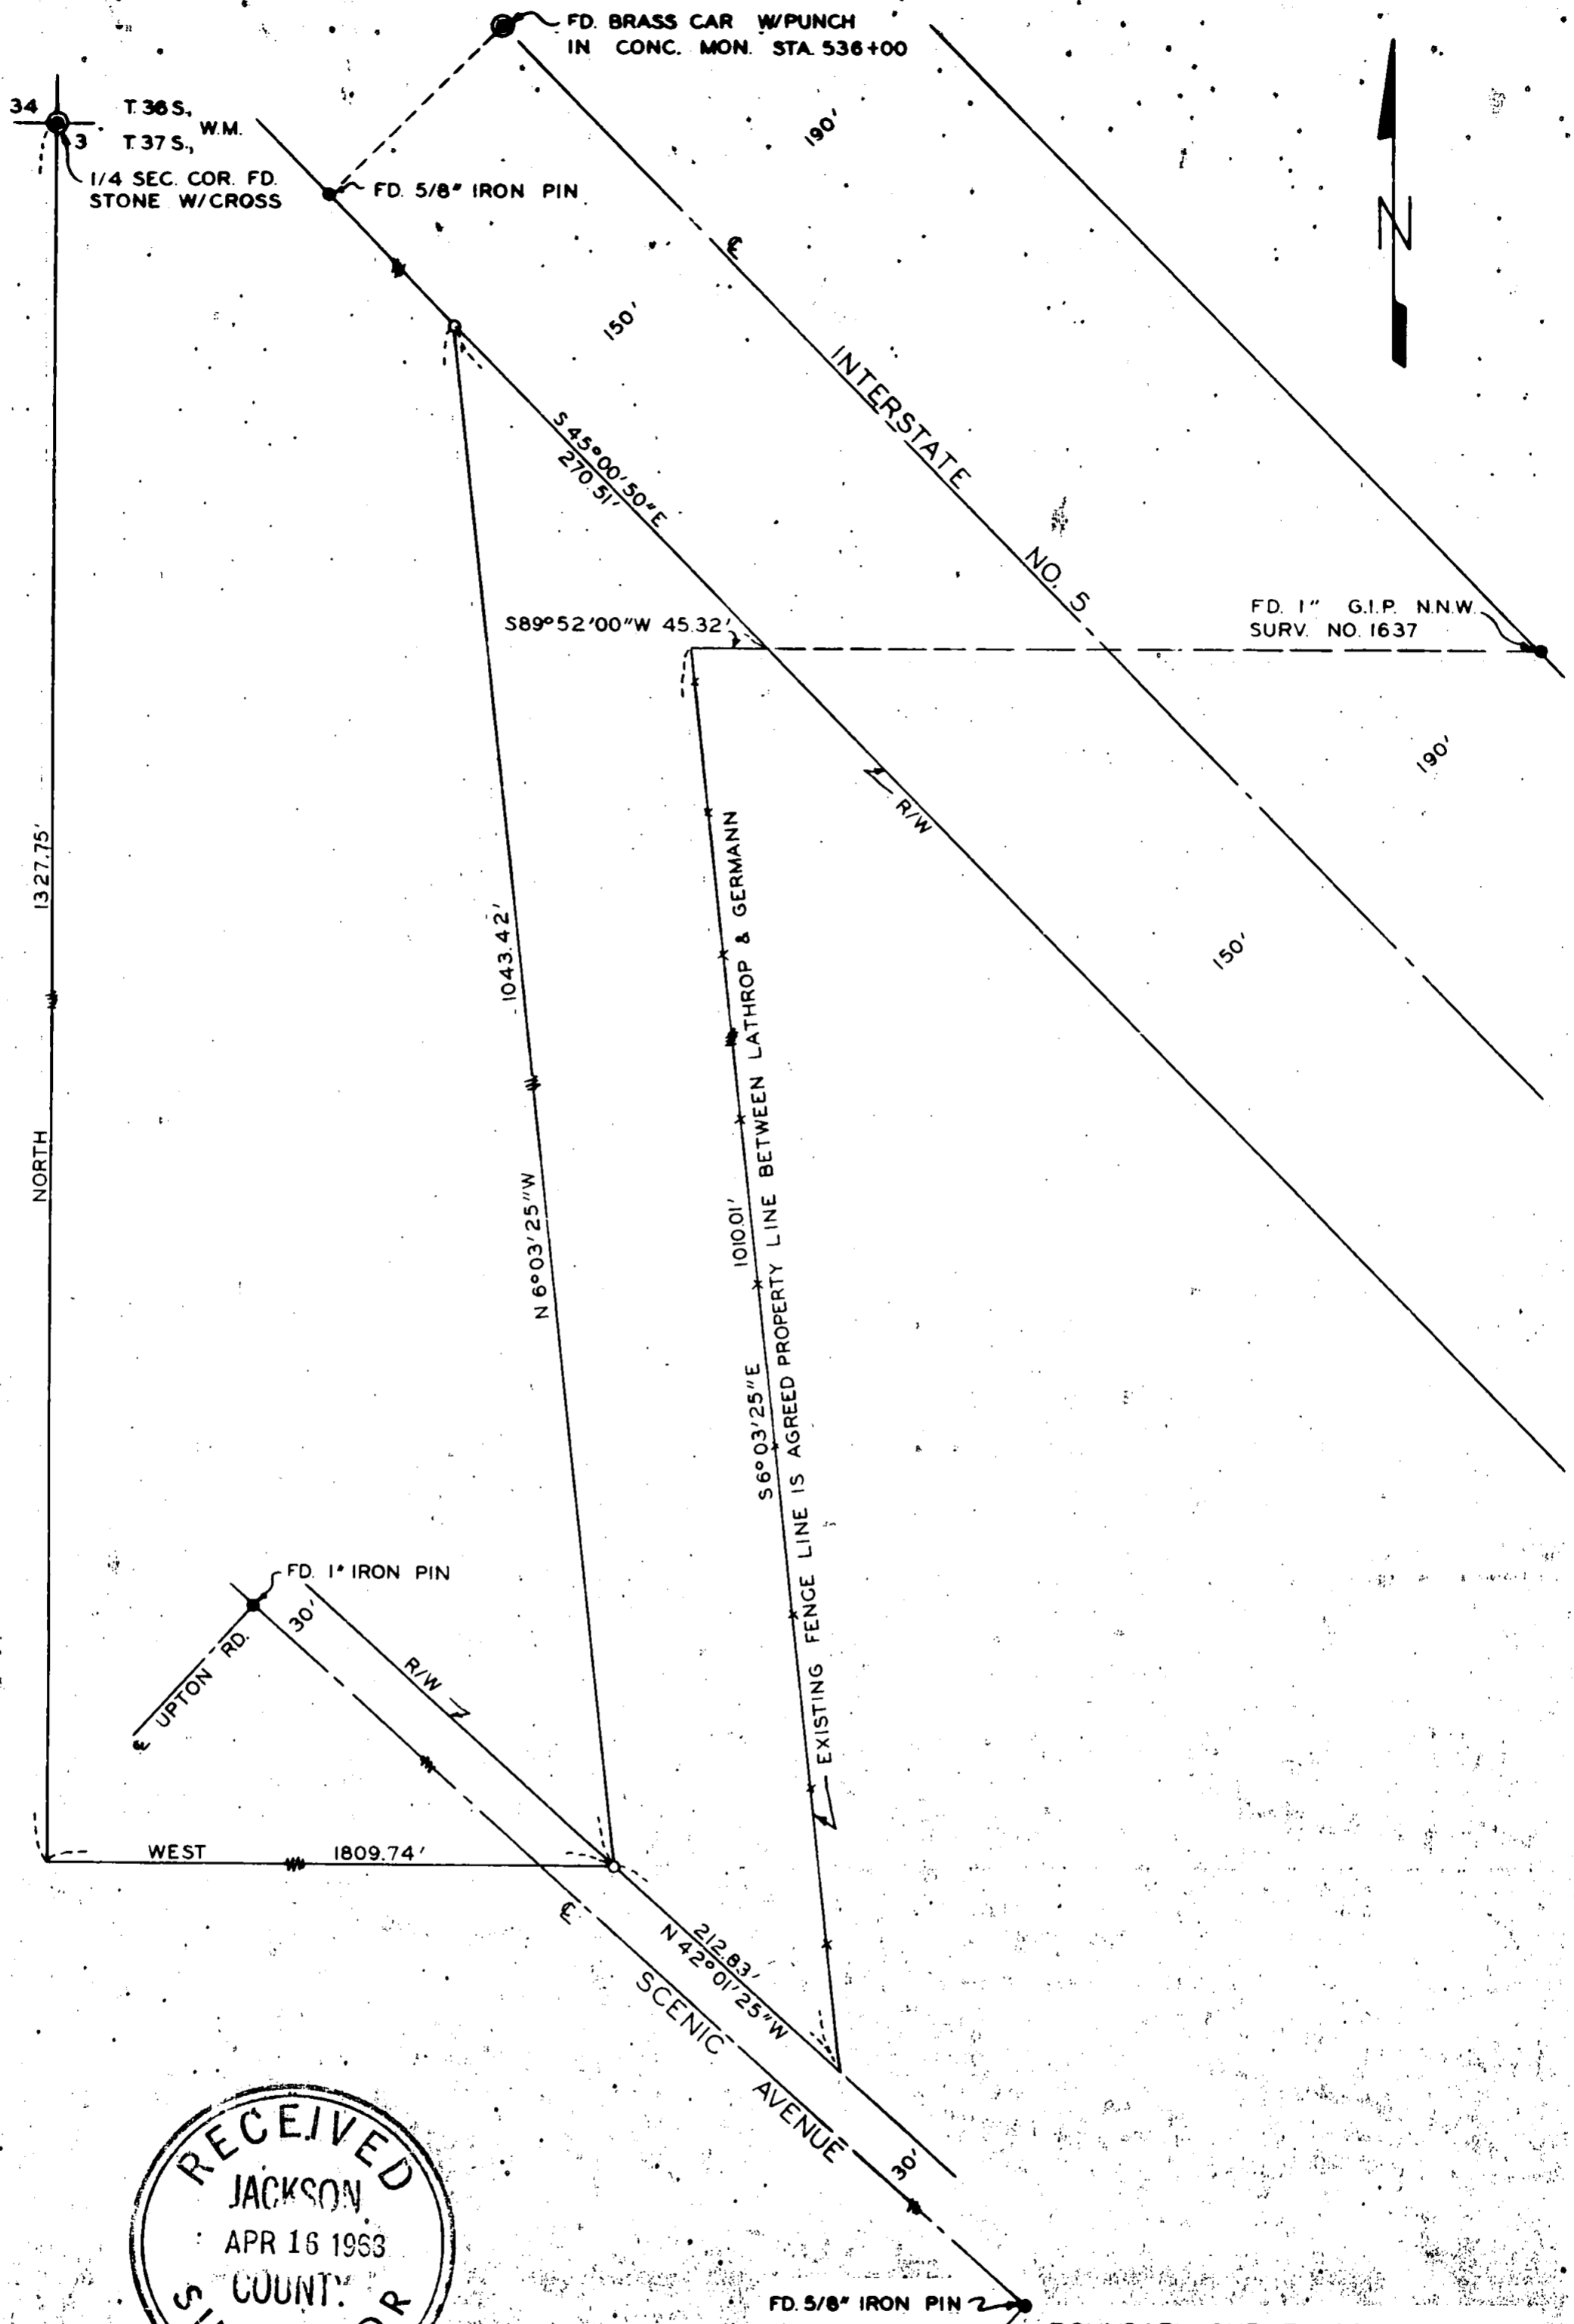 FD. BRASS CAR W/PUNCH
IN CONC. MON. STA. 536+00
34
3
T. 36 S.,
T. 37 S.,
W.M.
1/4 SEC. COR. FD.
STONE W/CROSS
FD. 5/8" IRON PIN
190'
150'
N
℄
INTERSTATE
NO. 5
S 45°00'50"E
270.51'
S89°52'00"W 45.32'
FD. 1" G.I.P. N.N.W.
SURV. NO. 1637
190'
150'
R/W
1327.75'
NORTH
1043.42'
N 6°03'25"W
1010.01'
S 6°03'25"E
EXISTING FENCE LINE IS AGREED PROPERTY LINE BETWEEN LATHROP & GERMANN
FD. 1" IRON PIN
30'
R/W
℄ UPTON RD.
WEST 1809.74'
212.83'
N 42°01'25"W
℄
SCENIC
AVENUE
30'
RECEIVED
JACKSON
APR 16 1963
COUNTY
FD. 5/8" IRON PIN